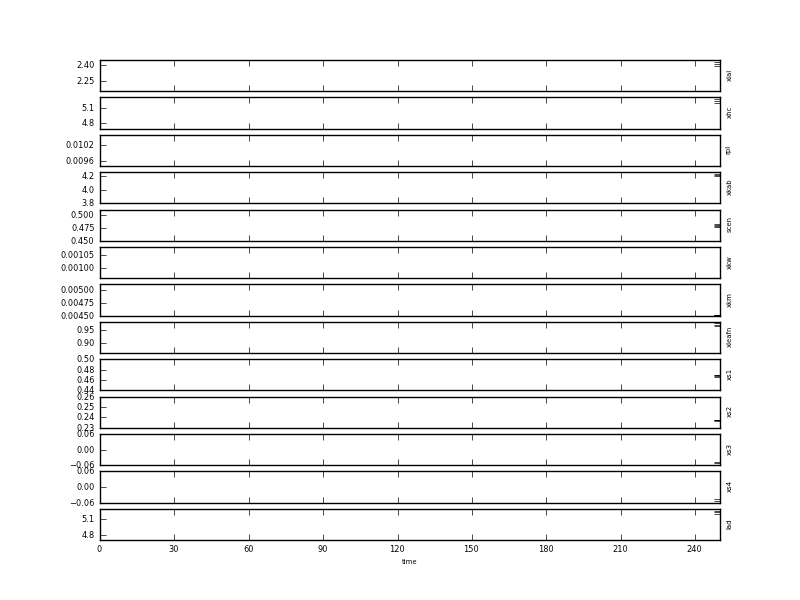 2.40
2.25
xlai
5.1
4.8
xhc
0.0102
0.0096
rpl
4.2
4.0
3.8
xkab
0.500
0.475
0.450
scen
0.00105
0.00100
xkw
0.00500
0.00475
0.00450
xkm
0.95
0.90
xleafn
0.50
0.48
0.46
0.44
xs1
0.26
0.25
0.24
0.23
xs2
0.06
0.00
−0.06
xs3
0.06
0.00
−0.06
xs4
5.1
4.8
lad
0 30 60 90 120 150 180 210 240
time